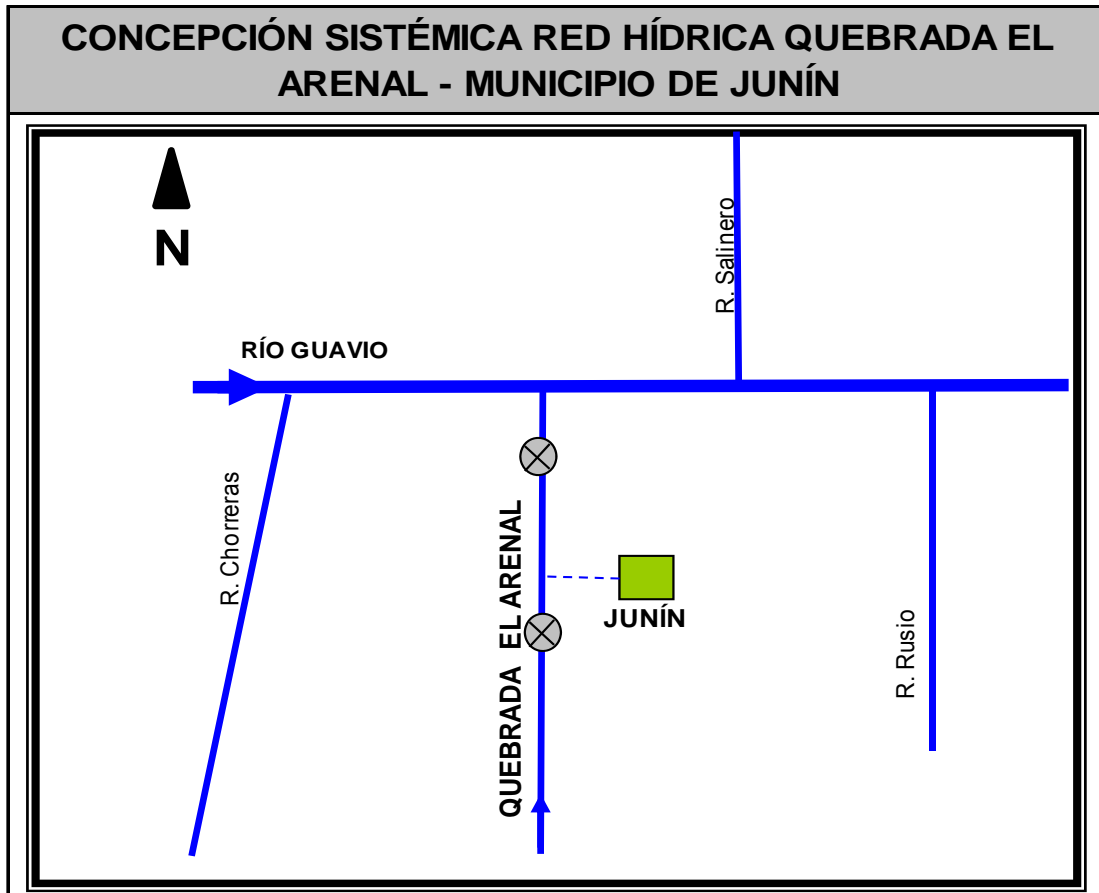 CONCEPCIÓN SISTÉMICA RED HÍDRICA QUEBRADA EL
ARENAL - MUNICIPIO DE JUNÍN
N
R. Salinero
RÍO GUAVIO
R. Chorreras
QUEBRADA EL ARENAL
JUNÍN
R. Rusio